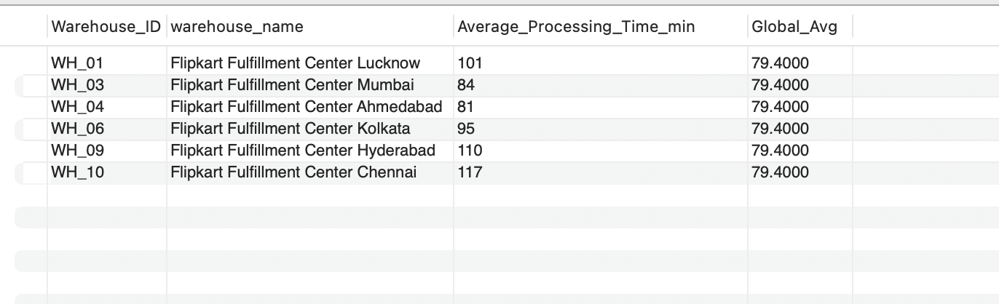 Warehouse_ID warehouse_name Average_Processing_Time_min Global_Avg
WH_01 Flipkart Fulfillment Center Lucknow 101 79.4000
WH_03 Flipkart Fulfillment Center Mumbai 84 79.4000
WH_04 Flipkart Fulfillment Center Ahmedabad 81 79.4000
WH_06 Flipkart Fulfillment Center Kolkata 95 79.4000
WH_09 Flipkart Fulfillment Center Hyderabad 110 79.4000
WH_10 Flipkart Fulfillment Center Chennai 117 79.4000